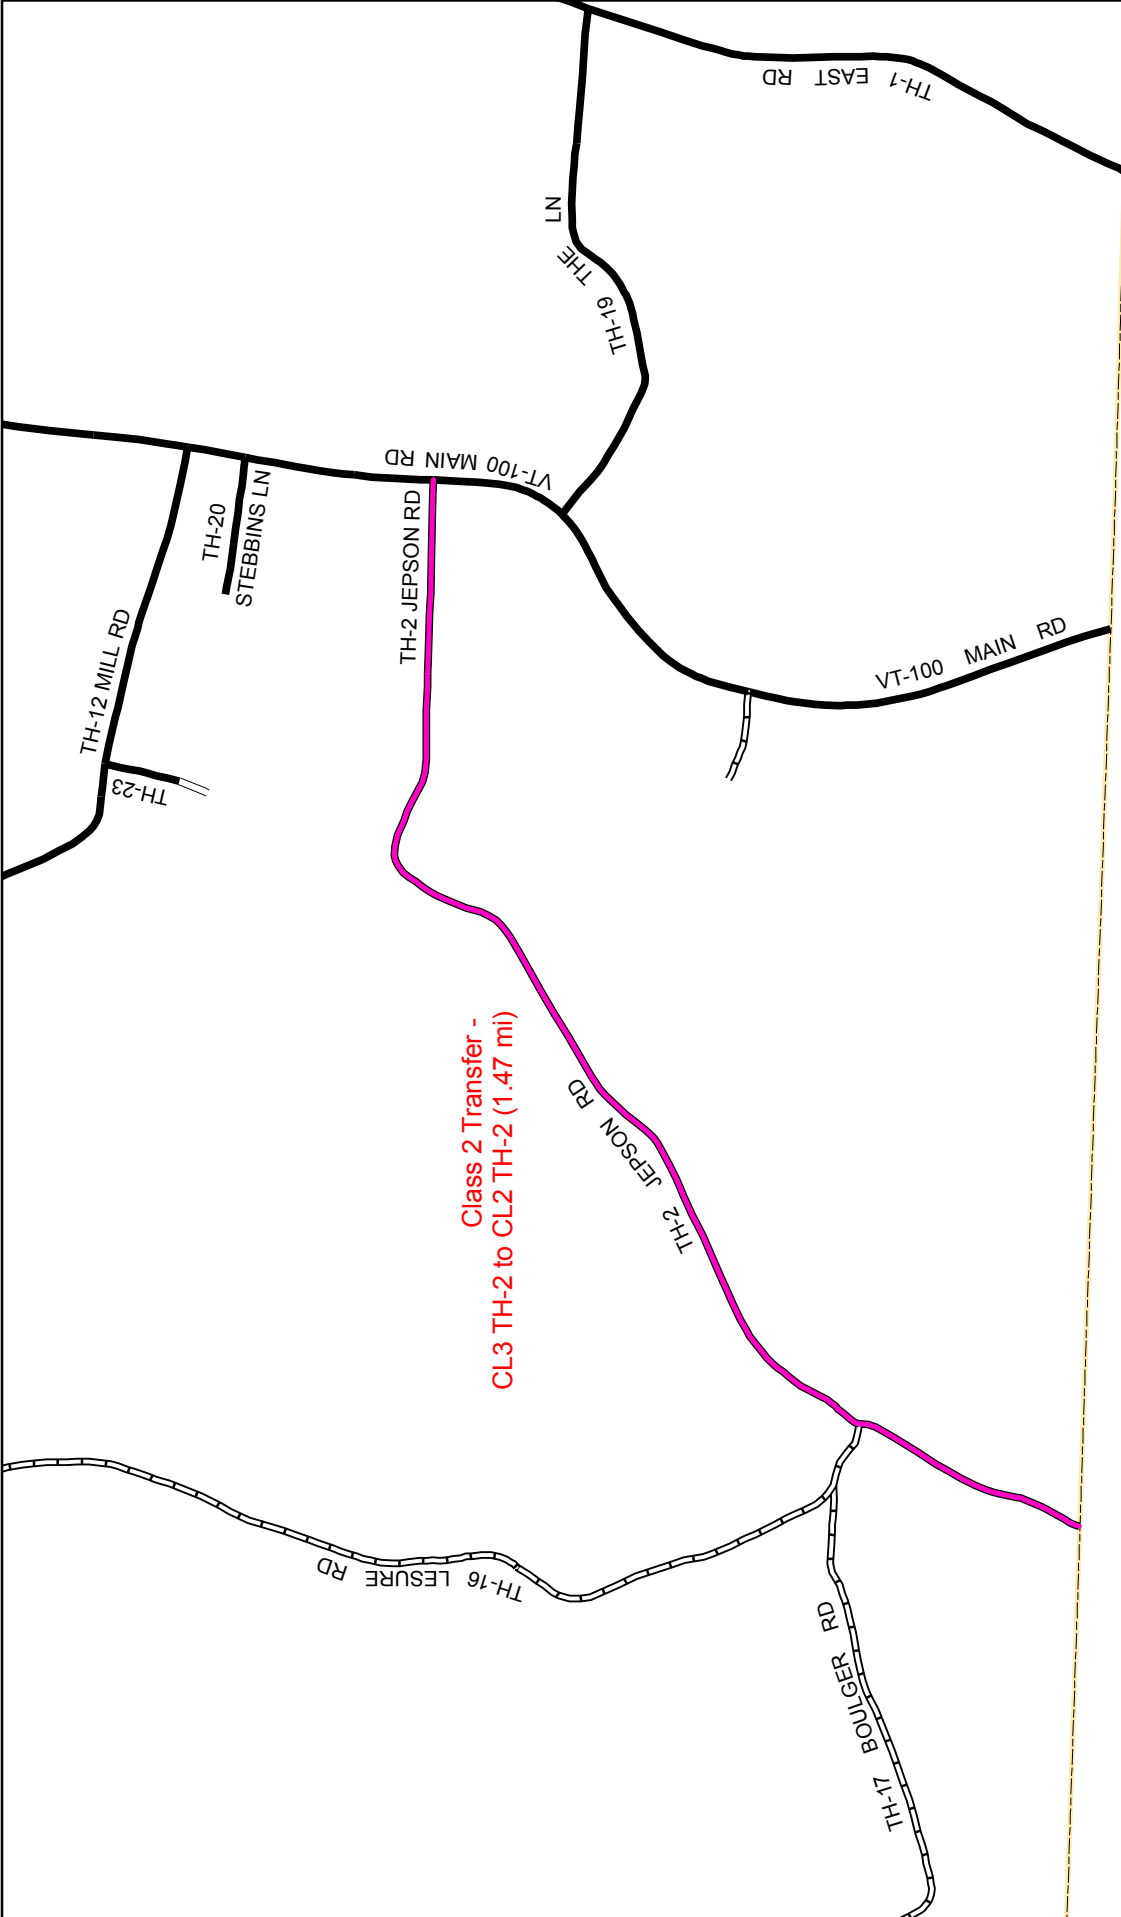 TH-1 EAST RD
TH-19 THE LN
VT-100 MAIN RD
TH-20
STEBBINS LN
TH-2 JEPSON RD
TH-12 MILL RD
TH-23
VT-100 MAIN RD
Class 2 Transfer -
CL3 TH-2 to CL2 TH-2 (1.47 mi)
TH-2 JEPSON RD
TH-16 LESURE RD
TH-17 BOULGER RD